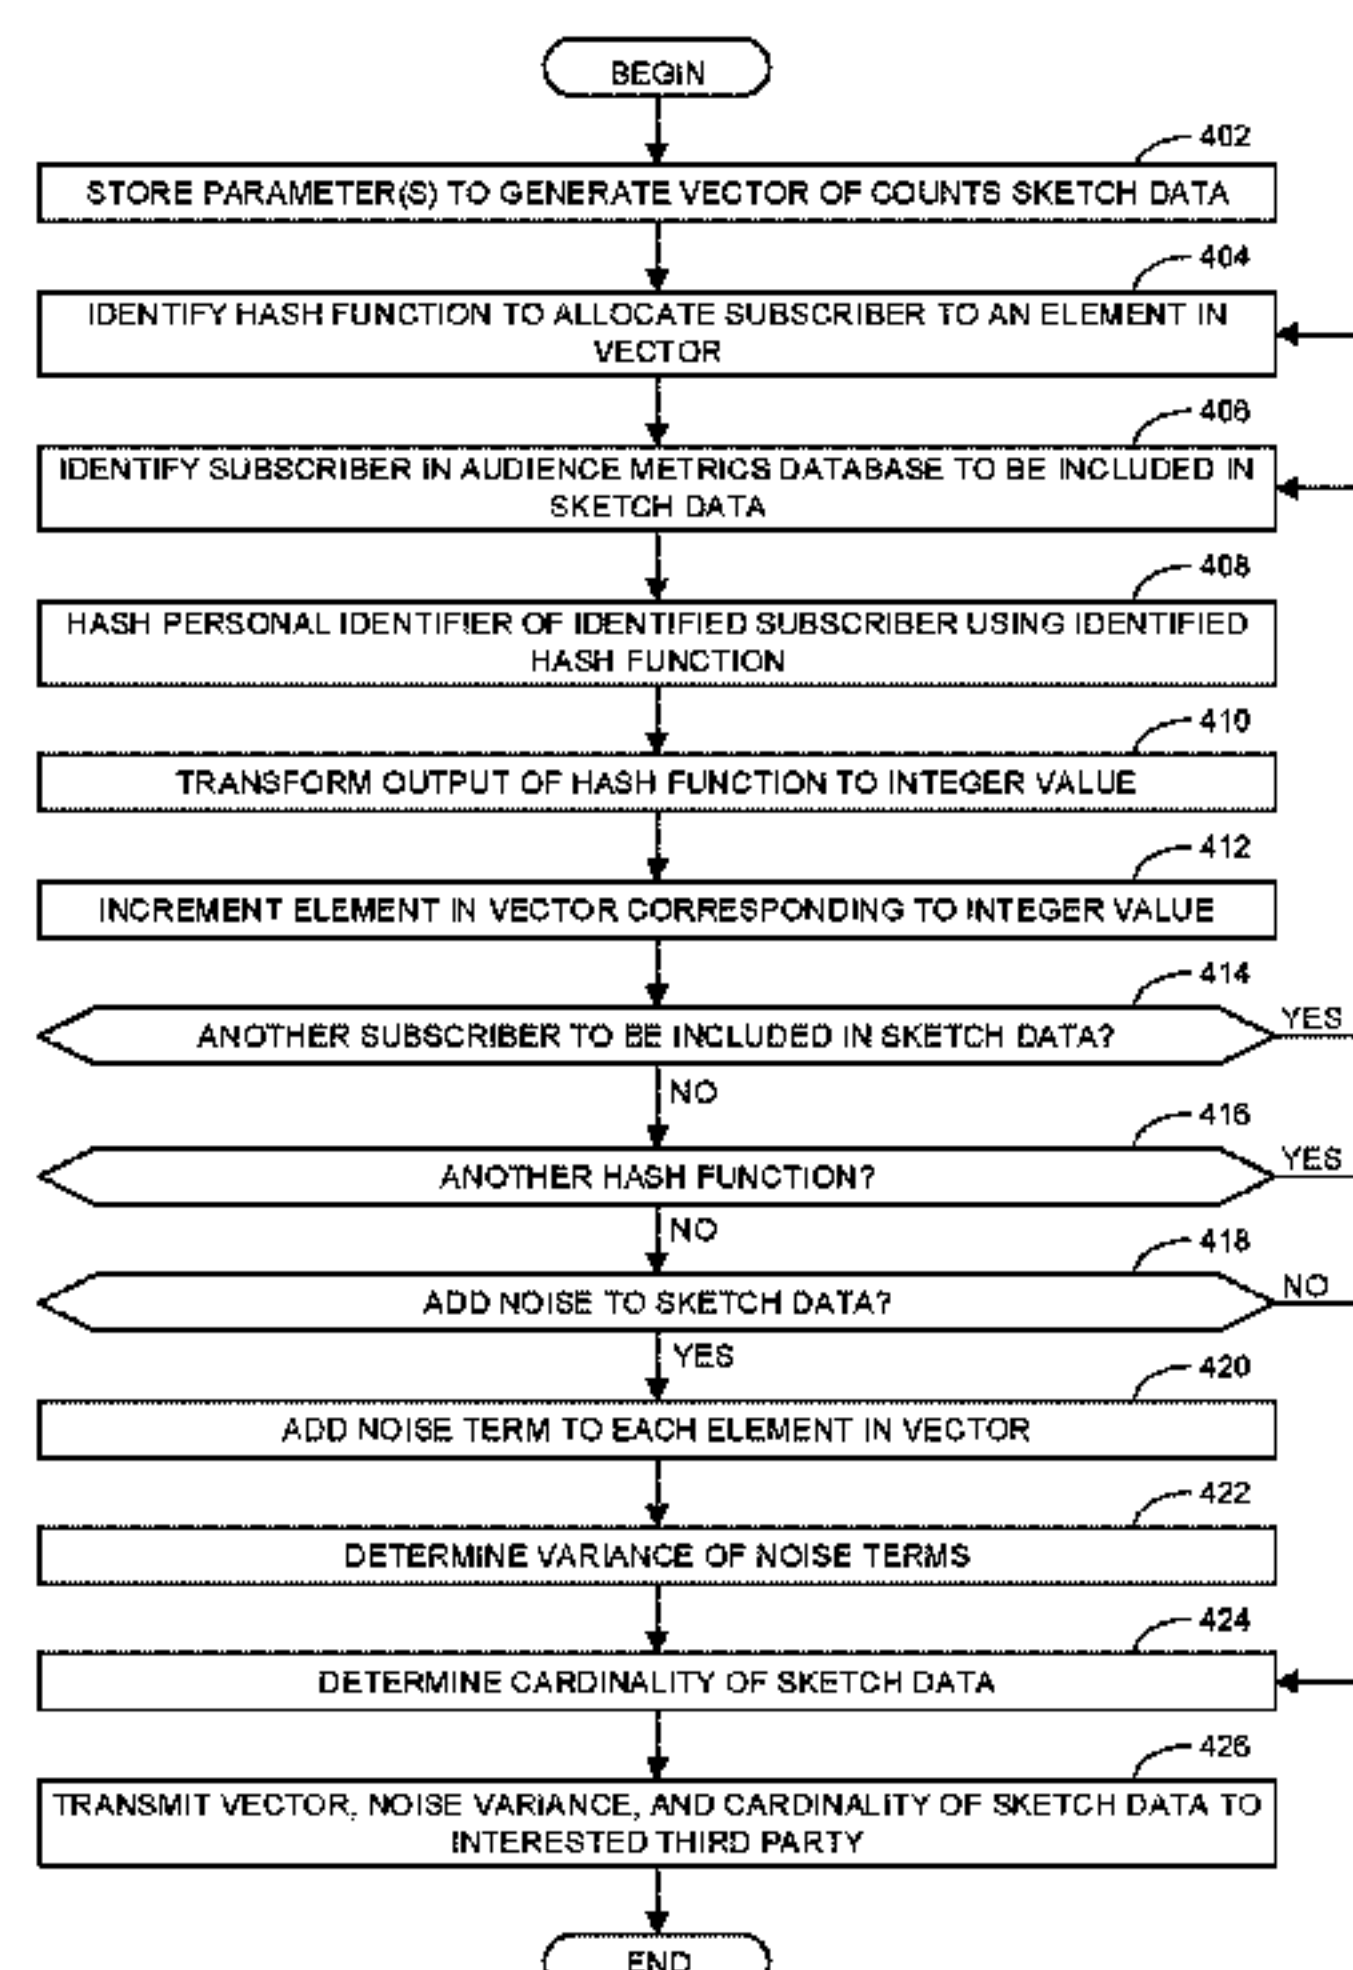 BEGIN
402
STORE PARAMETER(S) TO GENERATE VECTOR OF COUNTS SKETCH DATA
404
IDENTIFY HASH FUNCTION TO ALLOCATE SUBSCRIBER TO AN ELEMENT IN
VECTOR
406
IDENTIFY SUBSCRIBER IN AUDIENCE METRICS DATABASE TO BE INCLUDED IN
SKETCH DATA
408
HASH PERSONAL IDENTIFIER OF IDENTIFIED SUBSCRIBER USING IDENTIFIED
HASH FUNCTION
410
TRANSFORM OUTPUT OF HASH FUNCTION TO INTEGER VALUE
412
INCREMENT ELEMENT IN VECTOR CORRESPONDING TO INTEGER VALUE
414
ANOTHER SUBSCRIBER TO BE INCLUDED IN SKETCH DATA?
YES
NO
416
ANOTHER HASH FUNCTION?
YES
NO
418
ADD NOISE TO SKETCH DATA?
NO
YES
420
ADD NOISE TERM TO EACH ELEMENT IN VECTOR
422
DETERMINE VARIANCE OF NOISE TERMS
424
DETERMINE CARDINALITY OF SKETCH DATA
426
TRANSMIT VECTOR, NOISE VARIANCE, AND CARDINALITY OF SKETCH DATA TO
INTERESTED THIRD PARTY
END